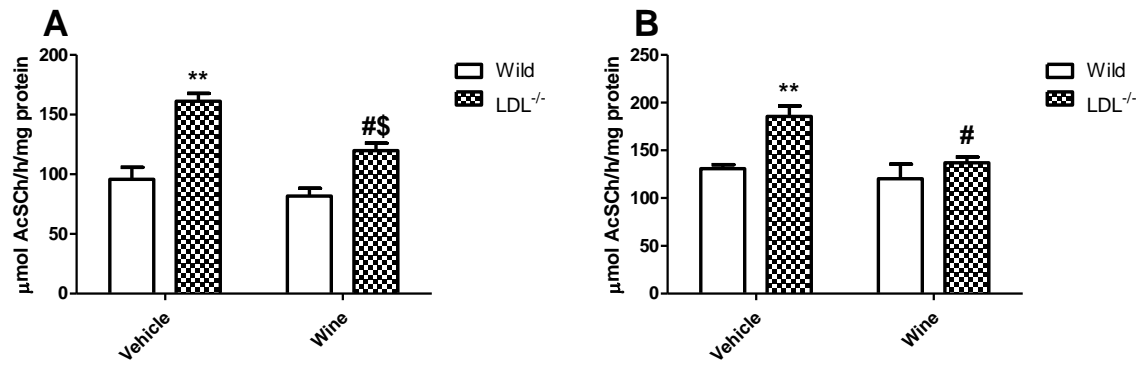 A
μmol AcSCh/h/mg protein
200
150
100
50
0
**
#$
Vehicle
Wine
Wild
LDL-/-
B
μmol AcSCh/h/mg protein
250
200
150
100
50
0
**
#
Vehicle
Wine
Wild
LDL-/-